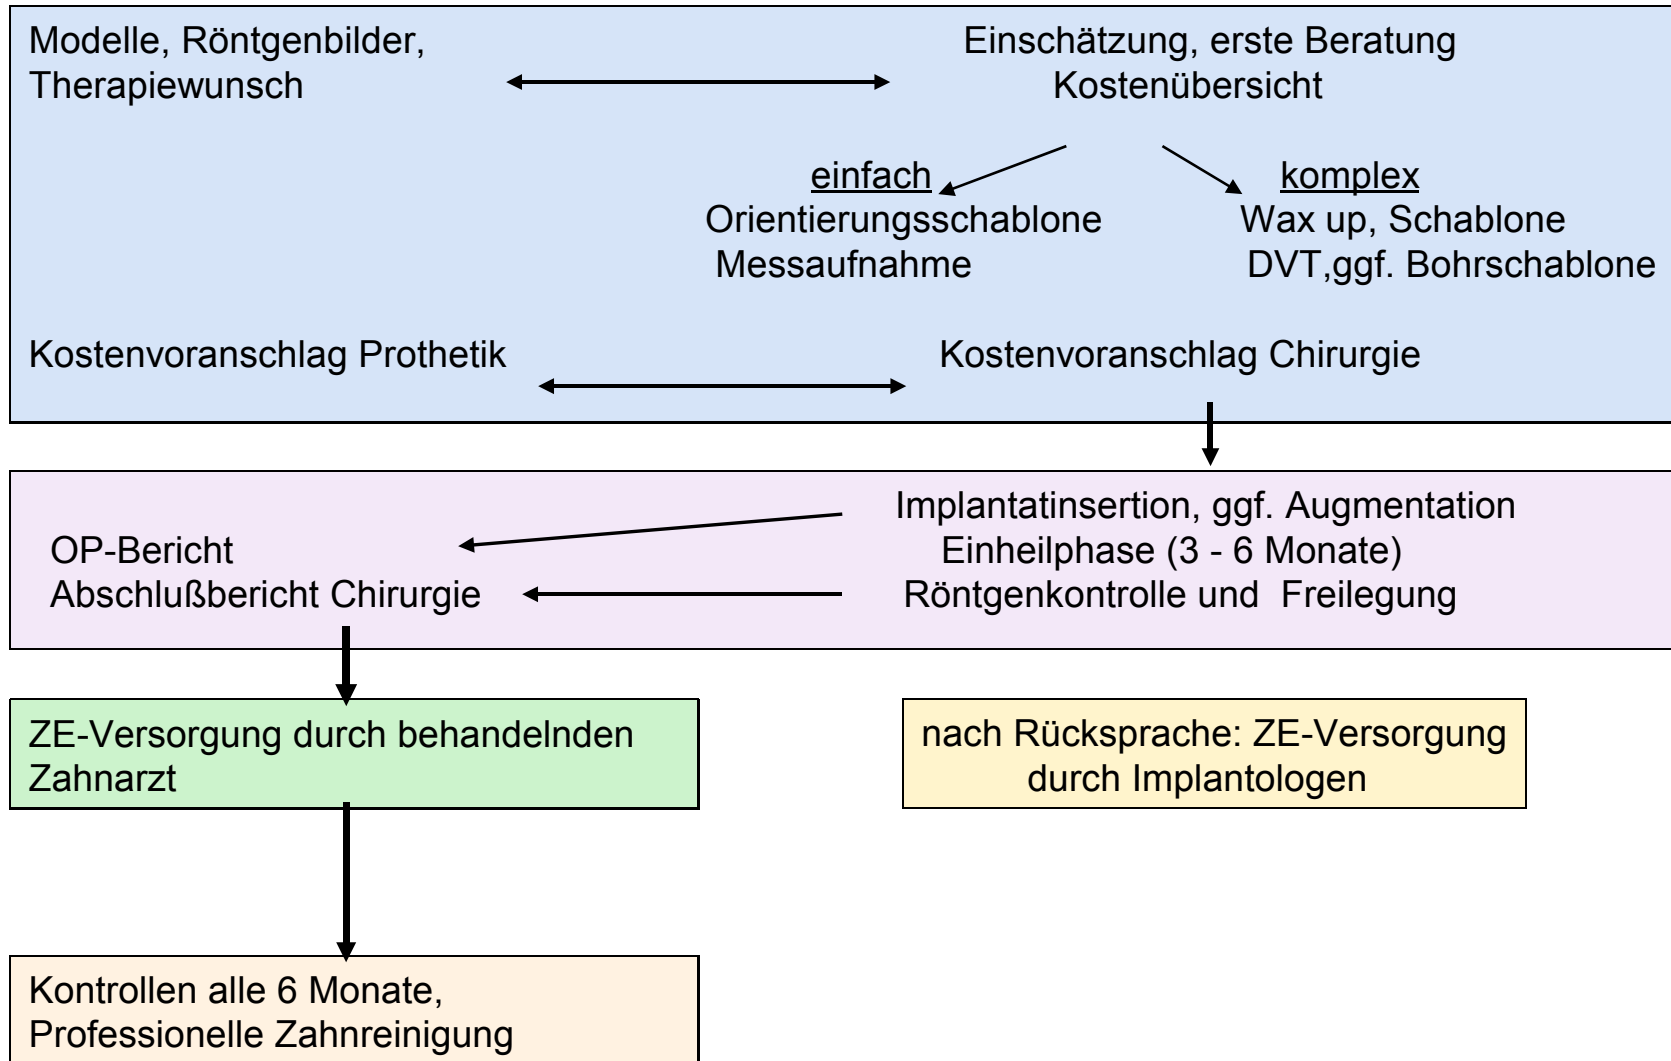 Modelle, Röntgenbilder,
Therapiewunsch
Einschätzung, erste Beratung
Kostenübersicht
einfach
Orientierungsschablone
Messaufnahme
komplex
Wax up, Schablone
DVT,ggf. Bohrschablone
Kostenvoranschlag Prothetik
Kostenvoranschlag Chirurgie
Implantatinsertion, ggf. Augmentation
Einheilphase (3 - 6 Monate)
Röntgenkontrolle und Freilegung
OP-Bericht
Abschlußbericht Chirurgie
ZE-Versorgung durch behandelnden
Zahnarzt
nach Rücksprache: ZE-Versorgung
durch Implantologen
Kontrollen alle 6 Monate,
Professionelle Zahnreinigung